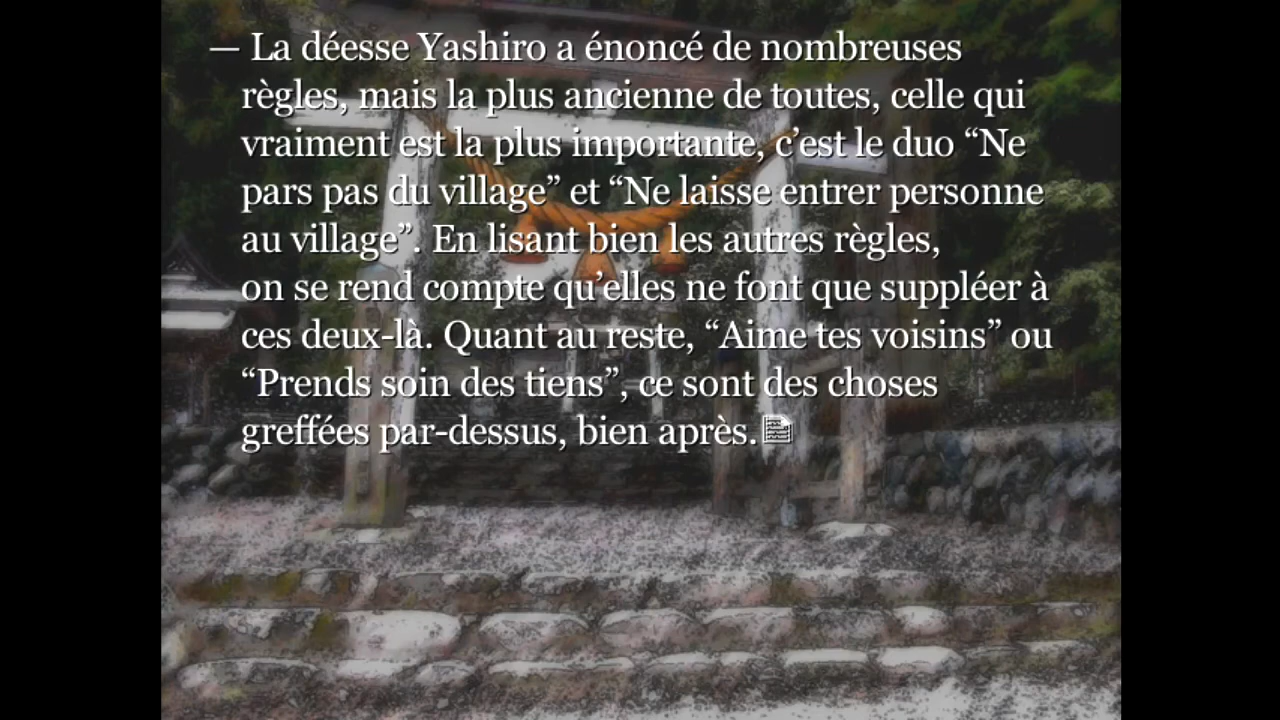 — La déesse Yashiro a énoncé de nombreuses
règles, mais la plus ancienne de toutes, celle qui
vraiment est la plus importante, c’est le duo “Ne
pars pas du village” et “Ne laisse entrer personne
au village”. En lisant bien les autres règles,
on se rend compte qu’elles ne font que suppléer à
ces deux-là. Quant au reste, “Aime tes voisins” ou
“Prends soin des tiens”, ce sont des choses
greffées par-dessus, bien après.